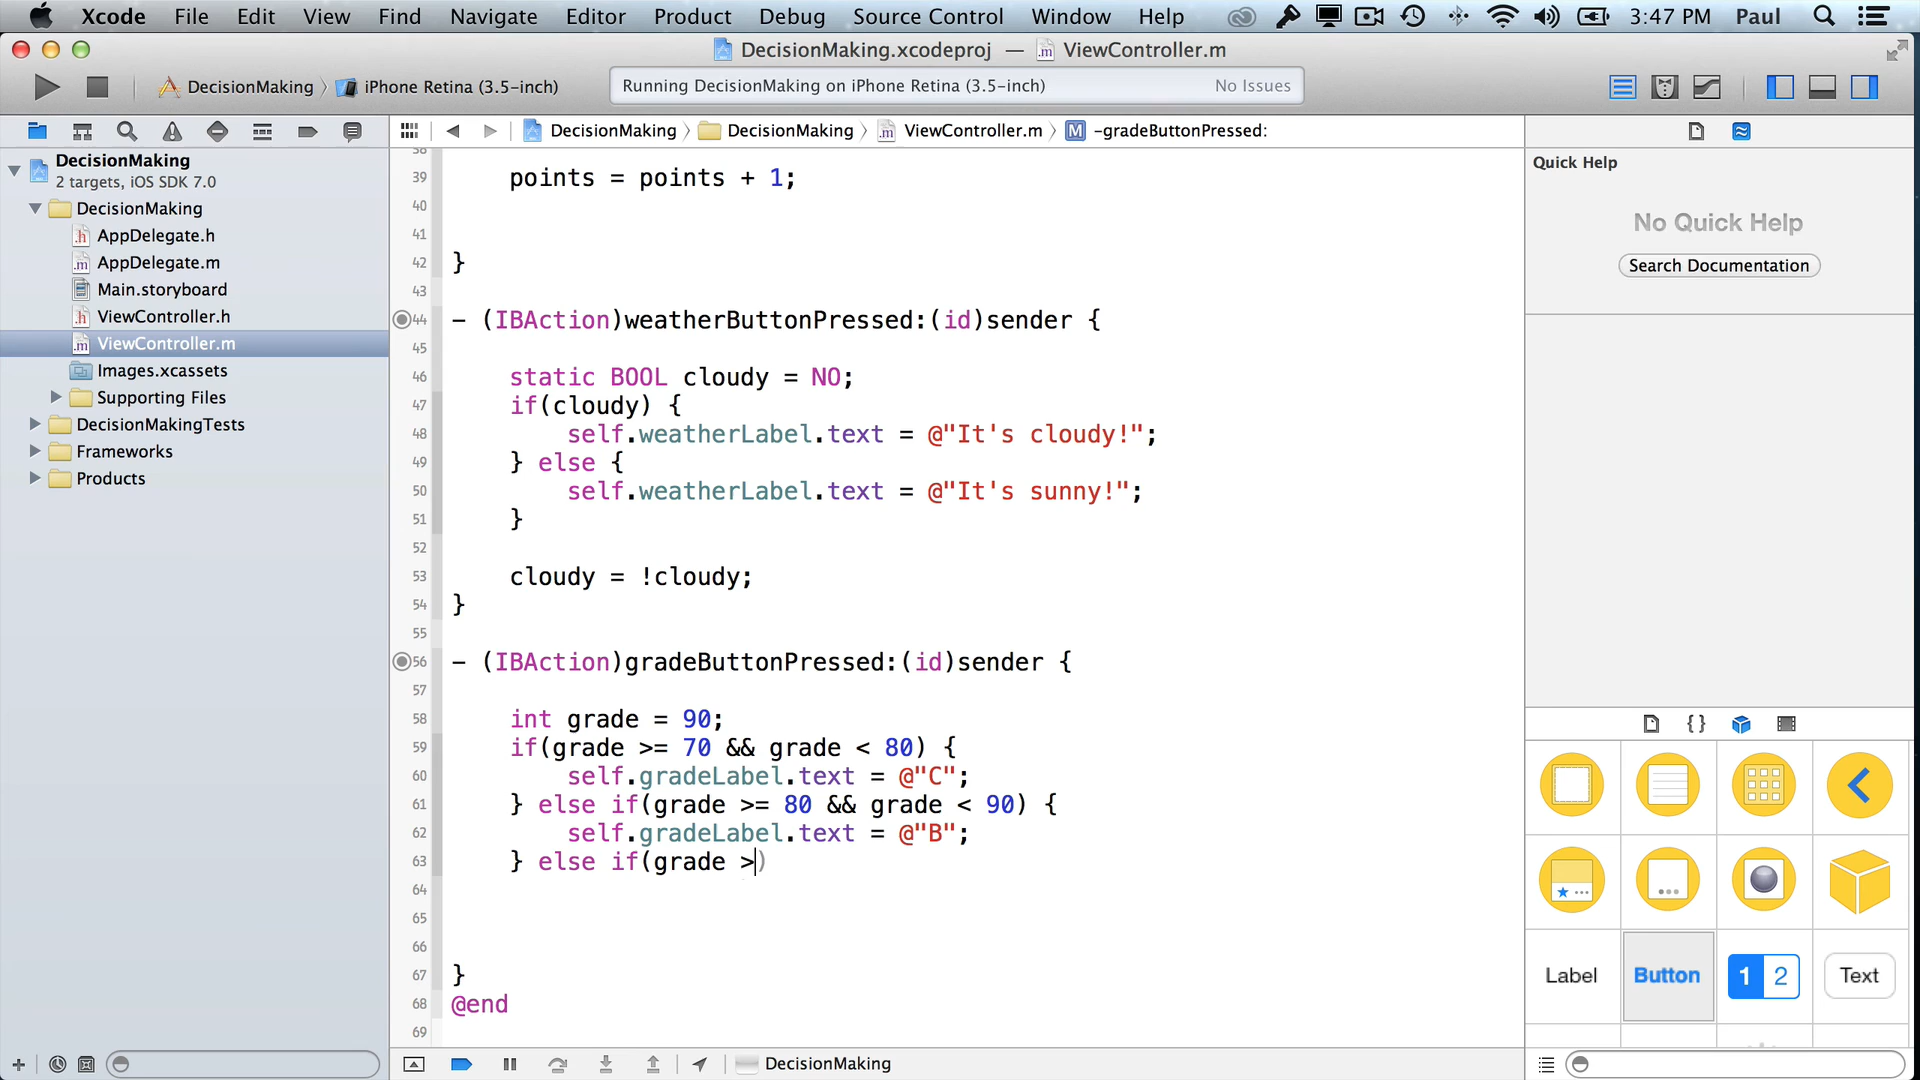 Xcode File Edit View Find Navigate Editor Product Debug Source Control Window Help 3:47 PM Paul
DecisionMaking.xcodeproj — ViewController.m
DecisionMaking iPhone Retina (3.5-inch) Running DecisionMaking on iPhone Retina (3.5-inch) No Issues
DecisionMaking DecisionMaking ViewController.m M -gradeButtonPressed:
DecisionMaking
2 targets, iOS SDK 7.0
DecisionMaking
AppDelegate.h
AppDelegate.m
Main.storyboard
ViewController.h
ViewController.m
Images.xcassets
Supporting Files
DecisionMakingTests
Frameworks
Products
38
39 points = points + 1;
40
41
42 }
43
44 - (IBAction)weatherButtonPressed:(id)sender {
45
46 static BOOL cloudy = NO;
47 if(cloudy) {
48 self.weatherLabel.text = @"It's cloudy!";
49 } else {
50 self.weatherLabel.text = @"It's sunny!";
51 }
52
53 cloudy = !cloudy;
54 }
55
56 - (IBAction)gradeButtonPressed:(id)sender {
57
58 int grade = 90;
59 if(grade >= 70 && grade < 80) {
60 self.gradeLabel.text = @"C";
61 } else if(grade >= 80 && grade < 90) {
62 self.gradeLabel.text = @"B";
63 } else if(grade >)
64
65
66
67 }
68 @end
69
DecisionMaking
Quick Help
No Quick Help
Search Documentation
{ }
Label Button 1 2 Text